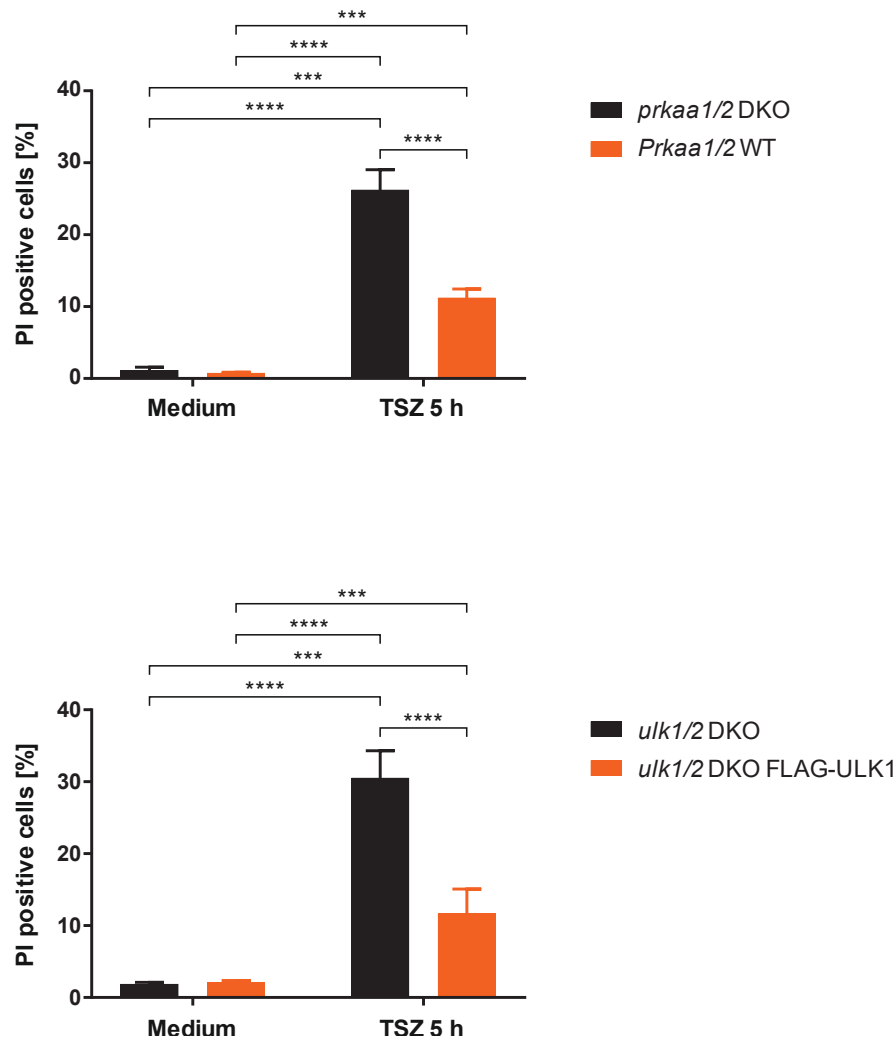 ***
****
***
****
****
40
30
20
10
0
PI positive cells [%]
Medium
TSZ 5 h
prkaa1/2 DKO
Prkaa1/2 WT
***
****
***
****
****
40
30
20
10
0
PI positive cells [%]
Medium
TSZ 5 h
ulk1/2 DKO
ulk1/2 DKO FLAG-ULK1